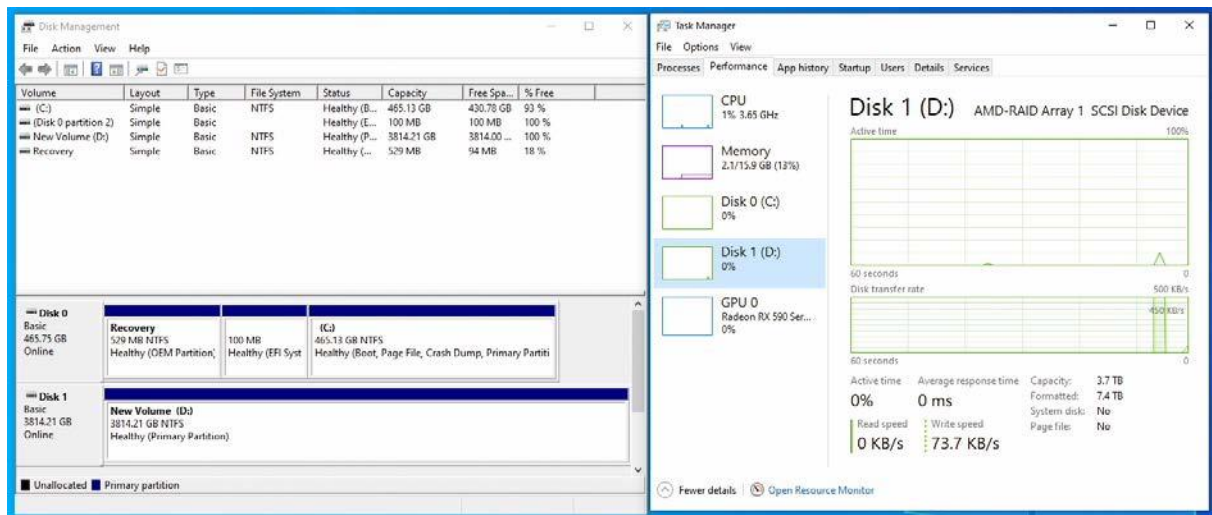 Disk Management
File Action View Help
Volume Layout Type File System Status Capacity Free Spa... % Free
(C:) Simple Basic NTFS Healthy (B... 465.13 GB 430.78 GB 93 %
(Disk 0 partition 2) Simple Basic Healthy (E... 100 MB 100 MB 100 %
New Volume (D:) Simple Basic NTFS Healthy (P... 3814.21 GB 3814.00 ... 100 %
Recovery Simple Basic NTFS Healthy (... 529 MB 94 MB 18 %
Disk 0
Basic
465.75 GB
Online
Recovery
529 MB NTFS
Healthy (OEM Partition)
100 MB
Healthy (EFI Syst
(C:)
465.13 GB NTFS
Healthy (Boot, Page File, Crash Dump, Primary Partiti
Disk 1
Basic
3814.21 GB
Online
New Volume (D:)
3814.21 GB NTFS
Healthy (Primary Partition)
Unallocated Primary partition
Task Manager
File Options View
Processes Performance App history Startup Users Details Services
CPU
1% 3.65 GHz
Memory
2.1/15.9 GB (13%)
Disk 0 (C:)
0%
Disk 1 (D:)
0%
GPU 0
Radeon RX 590 Ser...
0%
Disk 1 (D:) AMD-RAID Array 1 SCSI Disk Device
Active time 100%
60 seconds 0
Disk transfer rate 500 KB/s
450 KB/s
60 seconds 0
Active time Average response time
0% 0 ms
Read speed Write speed
0 KB/s 73.7 KB/s
Capacity: 3.7 TB
Formatted: 7.4 TB
System disk: No
Page file: No
Fewer details Open Resource Monitor